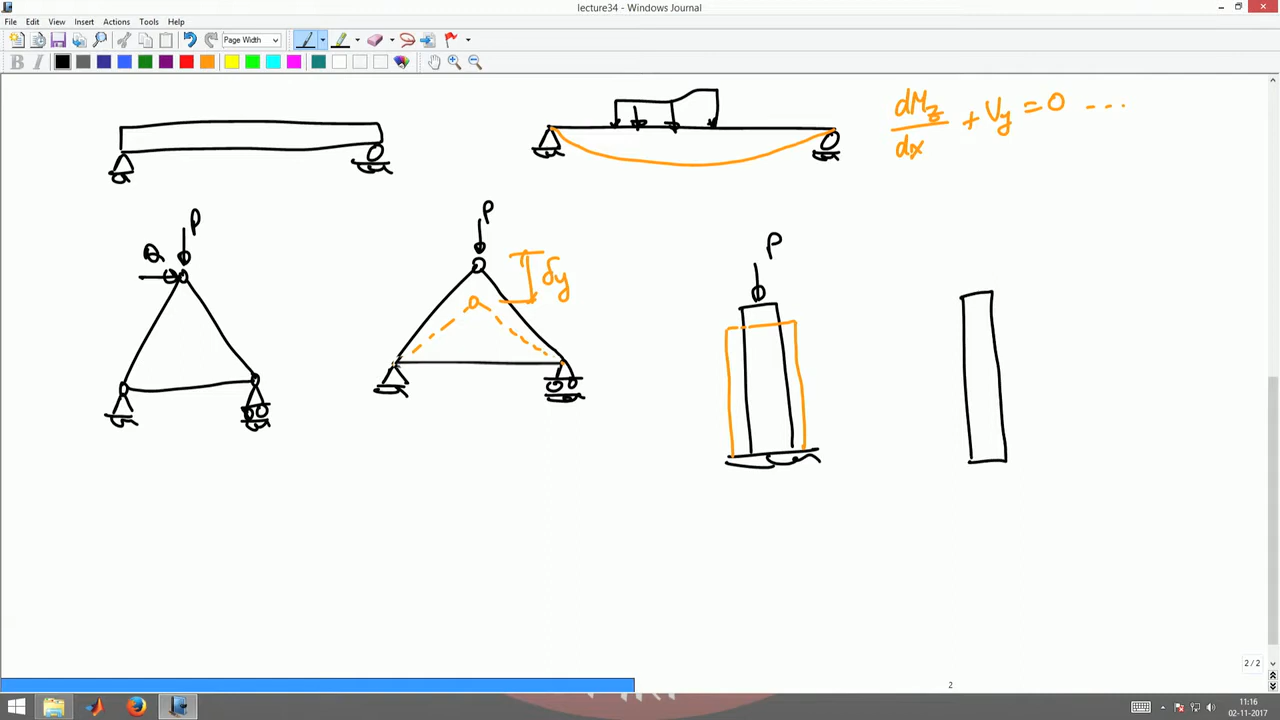 lecture34 - Windows Journal
File Edit View Insert Actions Tools Help
Page Width
B I
dMz/dx + Vy = 0 ...
P
Q
P
δy
P
2 / 2
2
11:16
02-11-2017